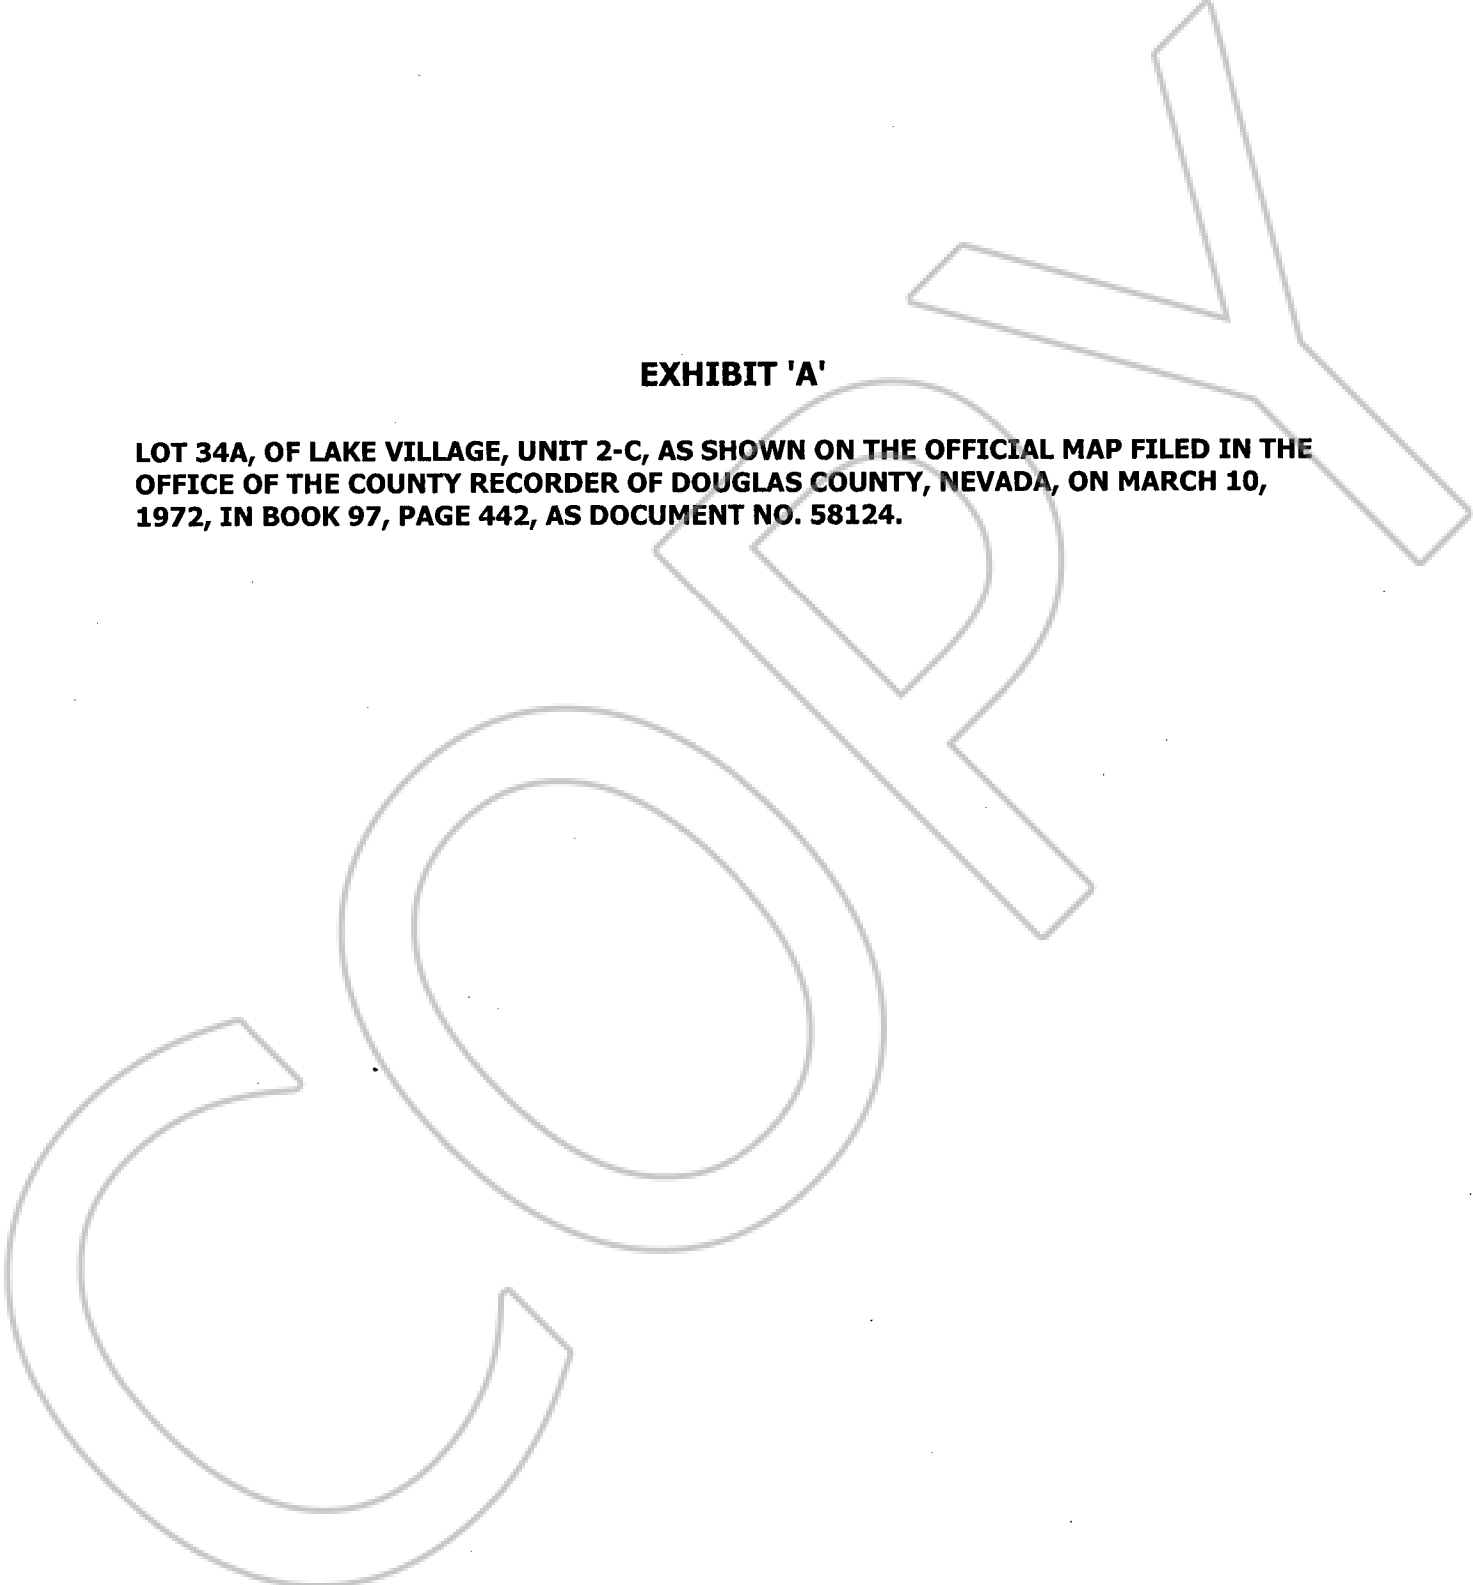 EXHIBIT 'A'
LOT 34A, OF LAKE VILLAGE, UNIT 2-C, AS SHOWN ON THE OFFICIAL MAP FILED IN THE
OFFICE OF THE COUNTY RECORDER OF DOUGLAS COUNTY, NEVADA, ON MARCH 10,
1972, IN BOOK 97, PAGE 442, AS DOCUMENT NO. 58124.
COPY